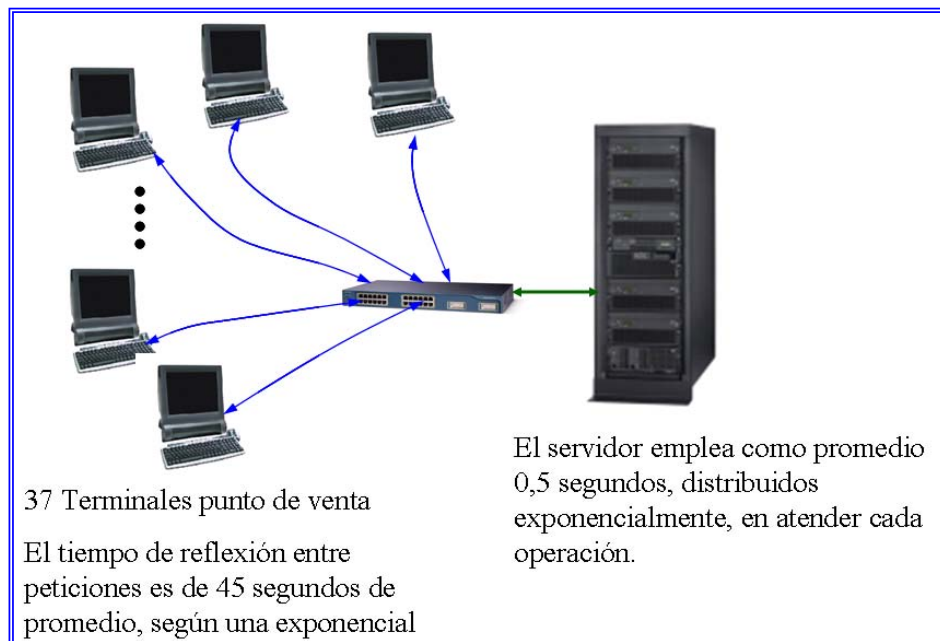 37 Terminales punto de venta
El tiempo de reflexión entre
peticiones es de 45 segundos de
promedio, según una exponencial
El servidor emplea como promedio
0,5 segundos, distribuidos
exponencialmente, en atender cada
operación.